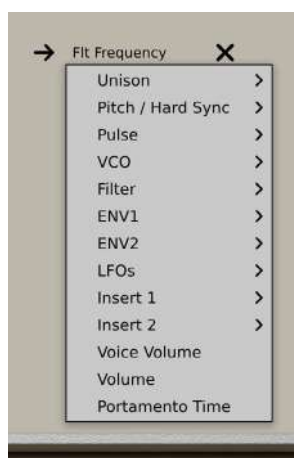 Flt Frequency
Unison
Pitch / Hard Sync
Pulse
VCO
Filter
ENV1
ENV2
LFOs
Insert 1
Insert 2
Voice Volume
Volume
Portamento Time